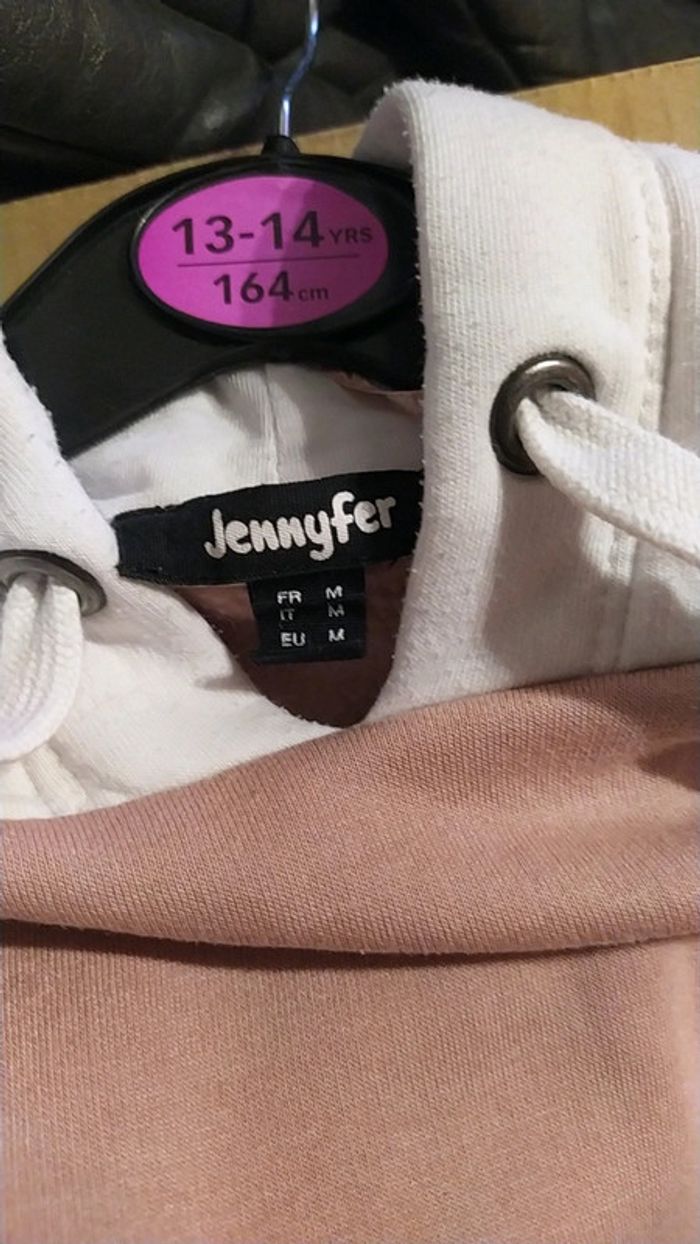 13-14 YRS
164 cm
Jennyfer
FR M
IT M
EU M